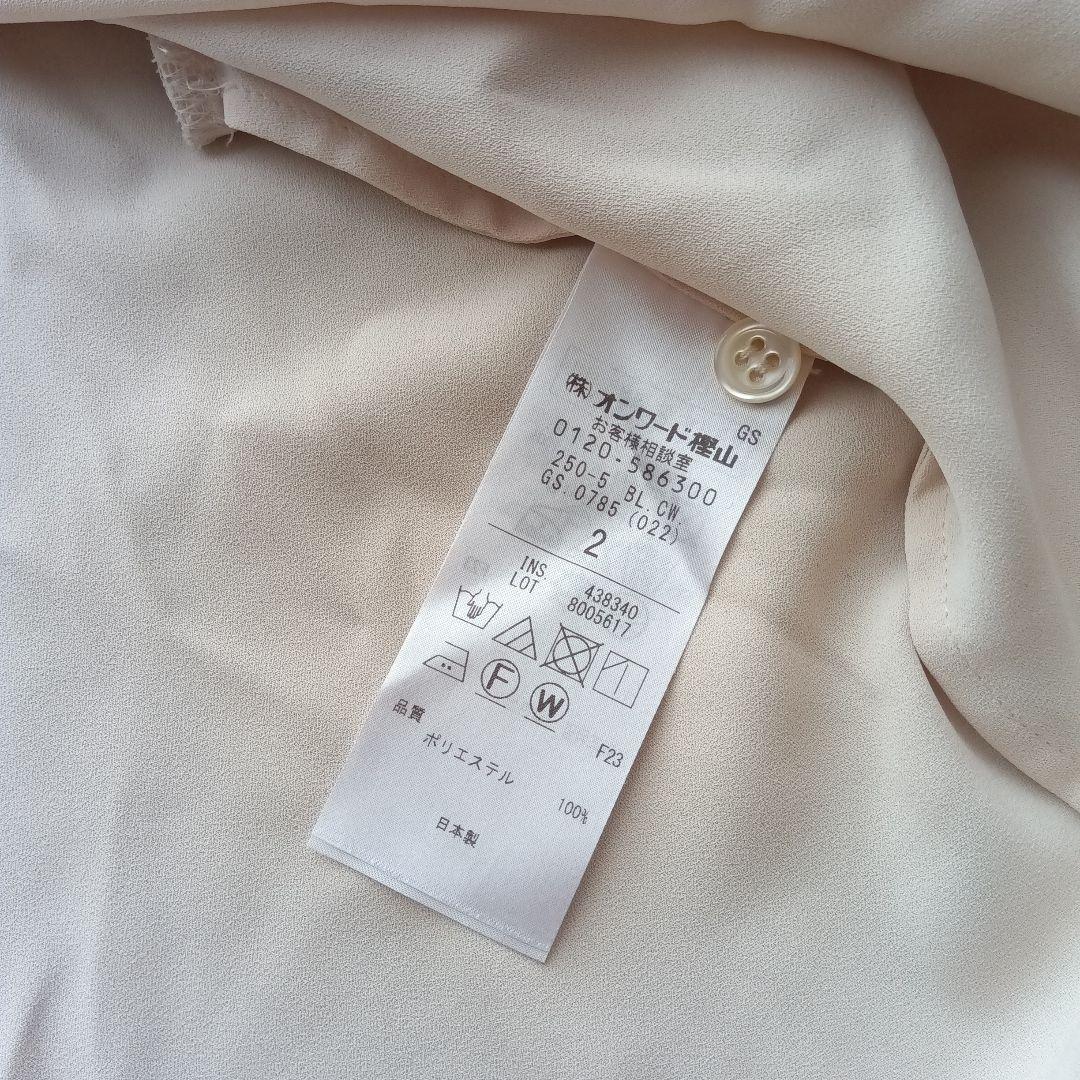 GS
㈱オンワード樫山
お客様相談室
0120-586300
250-5 BL.CW.
GS.0785 (022)
2
INS. 438340
LOT 8005617
F W
F23
品質
ポリエステル 100%
日本製